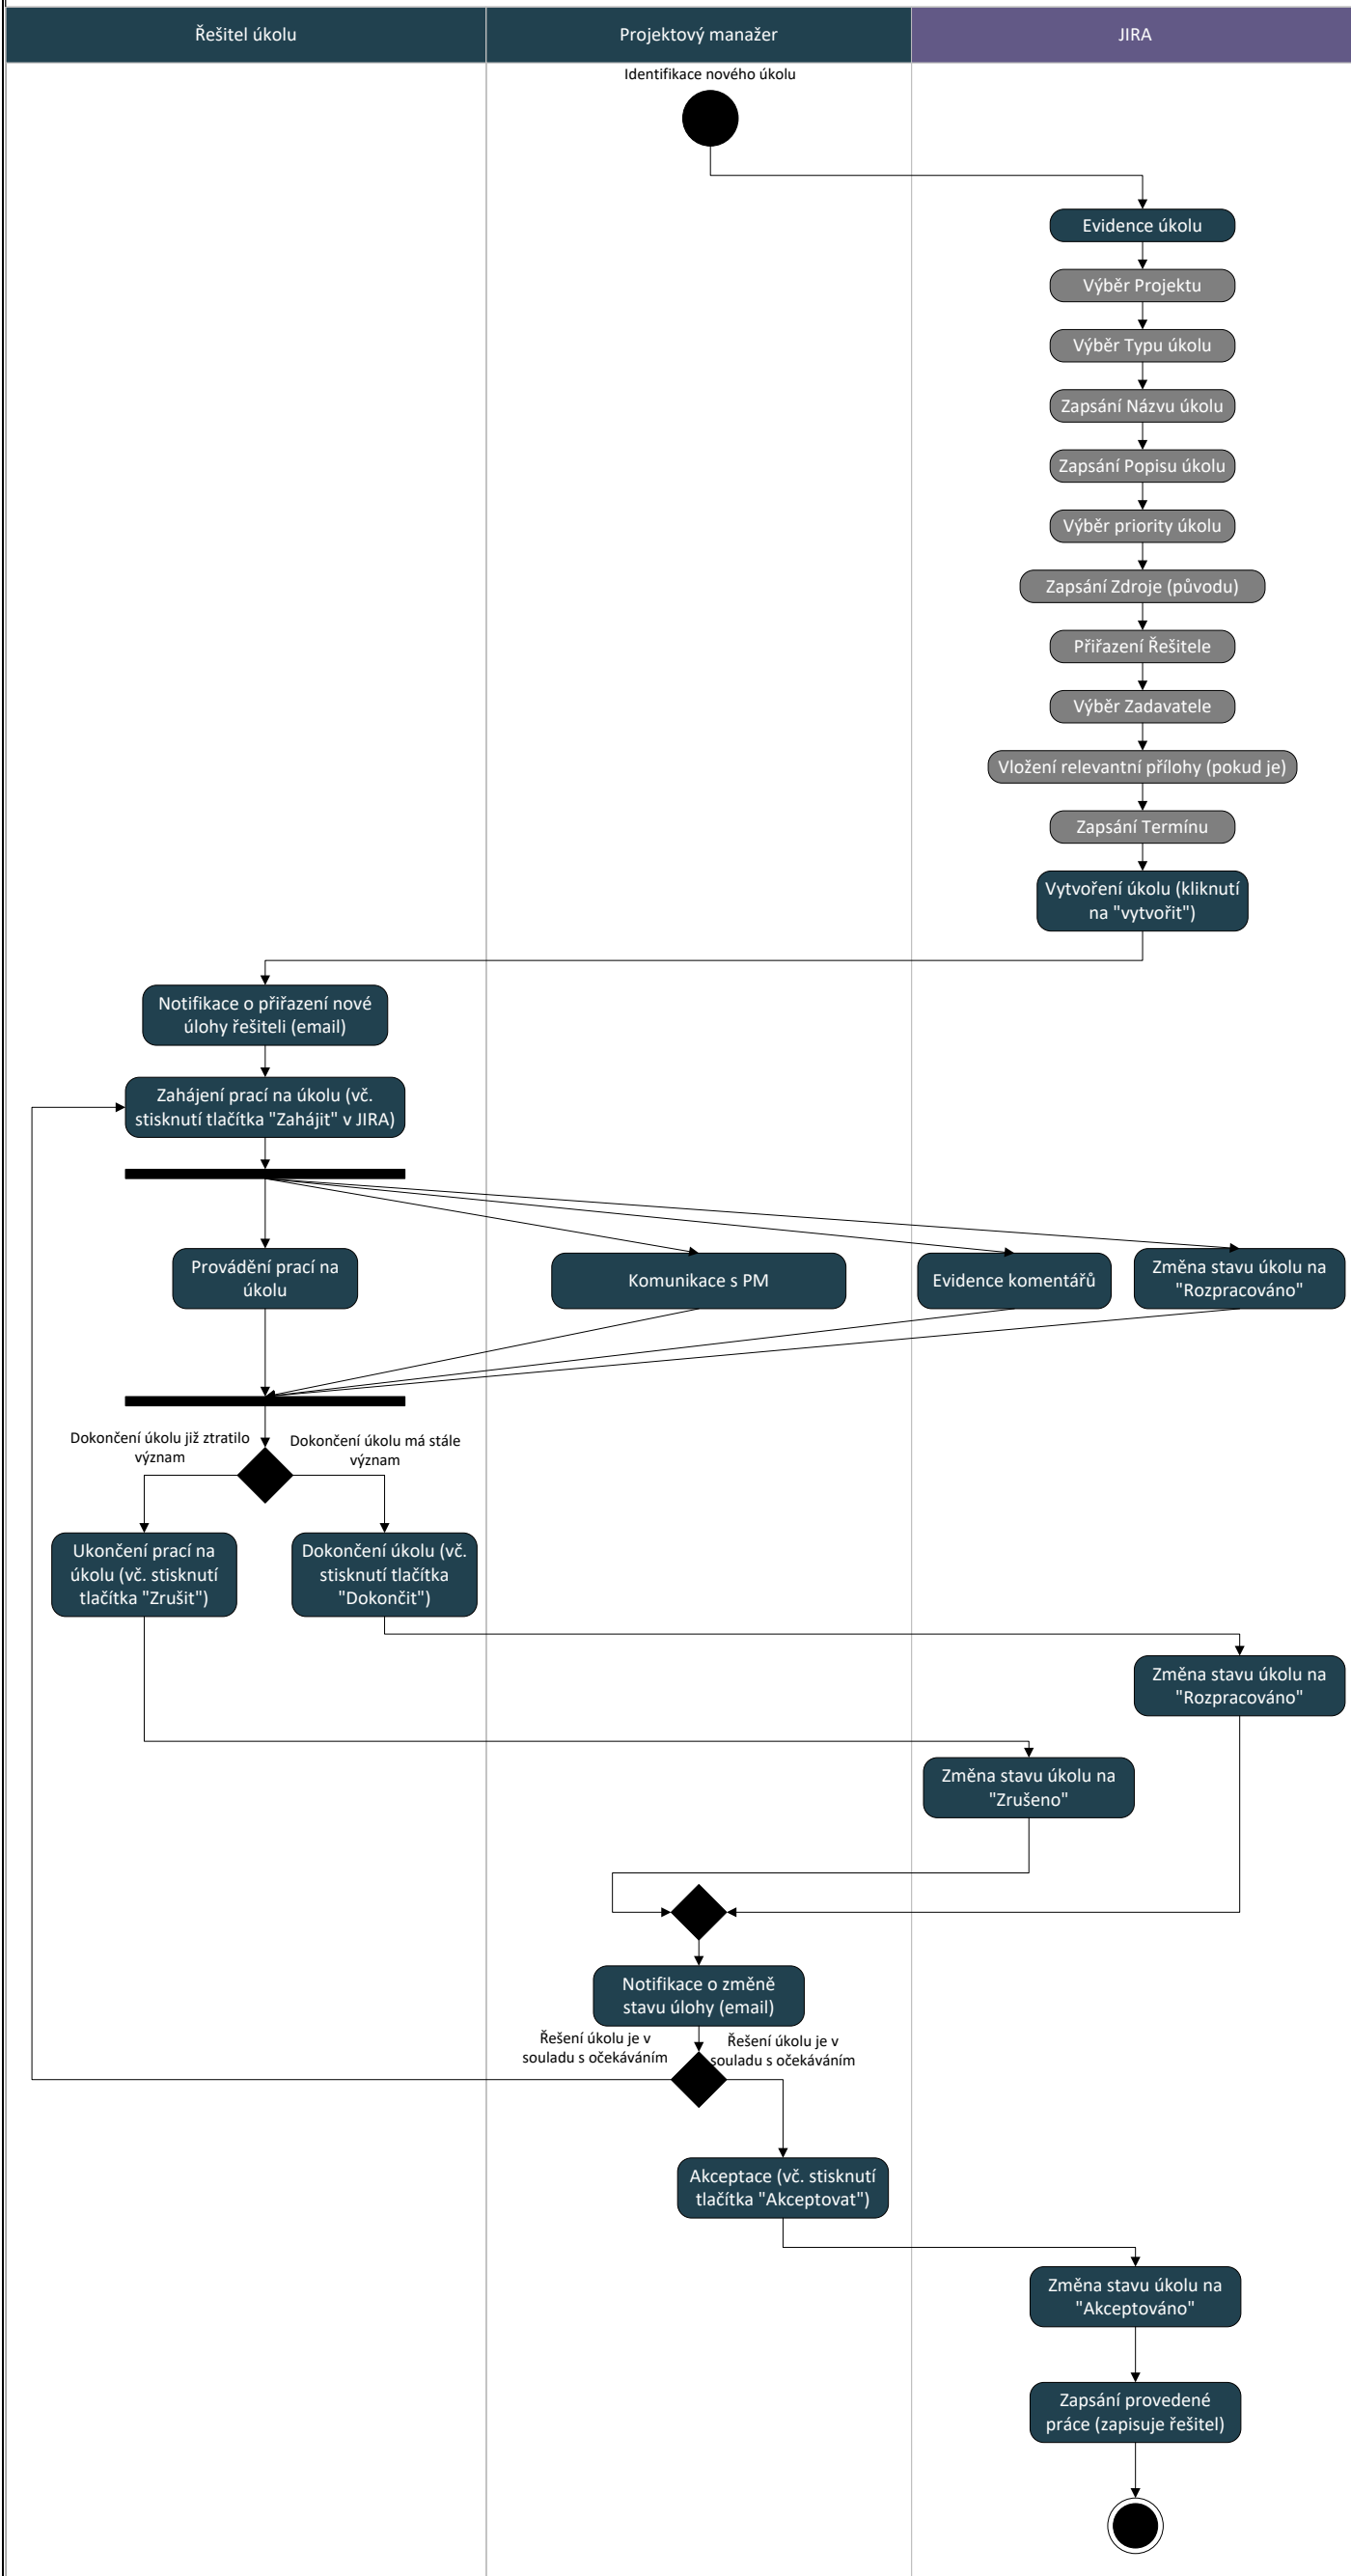 Řešitel úkolu
Projektový manažer
JIRA
Identifikace nového úkolu
Evidence úkolu
Výběr Projektu
Výběr Typu úkolu
Zapsání Názvu úkolu
Zapsání Popisu úkolu
Výběr priority úkolu
Zapsání Zdroje (původu)
Přiřazení Řešitele
Výběr Zadavatele
Vložení relevantní přílohy (pokud je)
Zapsání Termínu
Vytvoření úkolu (kliknutí
na "vytvořit")
Notifikace o přiřazení nové
úlohy řešiteli (email)
Zahájení prací na úkolu (vč.
stisknutí tlačítka "Zahájit" v JIRA)
Provádění prací na
úkolu
Komunikace s PM
Evidence komentářů
Změna stavu úkolu na
"Rozpracováno"
Dokončení úkolu již ztratilo
význam
Dokončení úkolu má stále
význam
Ukončení prací na
úkolu (vč. stisknutí
tlačítka "Zrušit")
Dokončení úkolu (vč.
stisknutí tlačítka
"Dokončit")
Změna stavu úkolu na
"Rozpracováno"
Změna stavu úkolu na
"Zrušeno"
Notifikace o změně
stavu úlohy (email)
Řešení úkolu je v
souladu s očekáváním
Řešení úkolu je v
souladu s očekáváním
Akceptace (vč. stisknutí
tlačítka "Akceptovat")
Změna stavu úkolu na
"Akceptováno"
Zapsání provedené
práce (zapisuje řešitel)